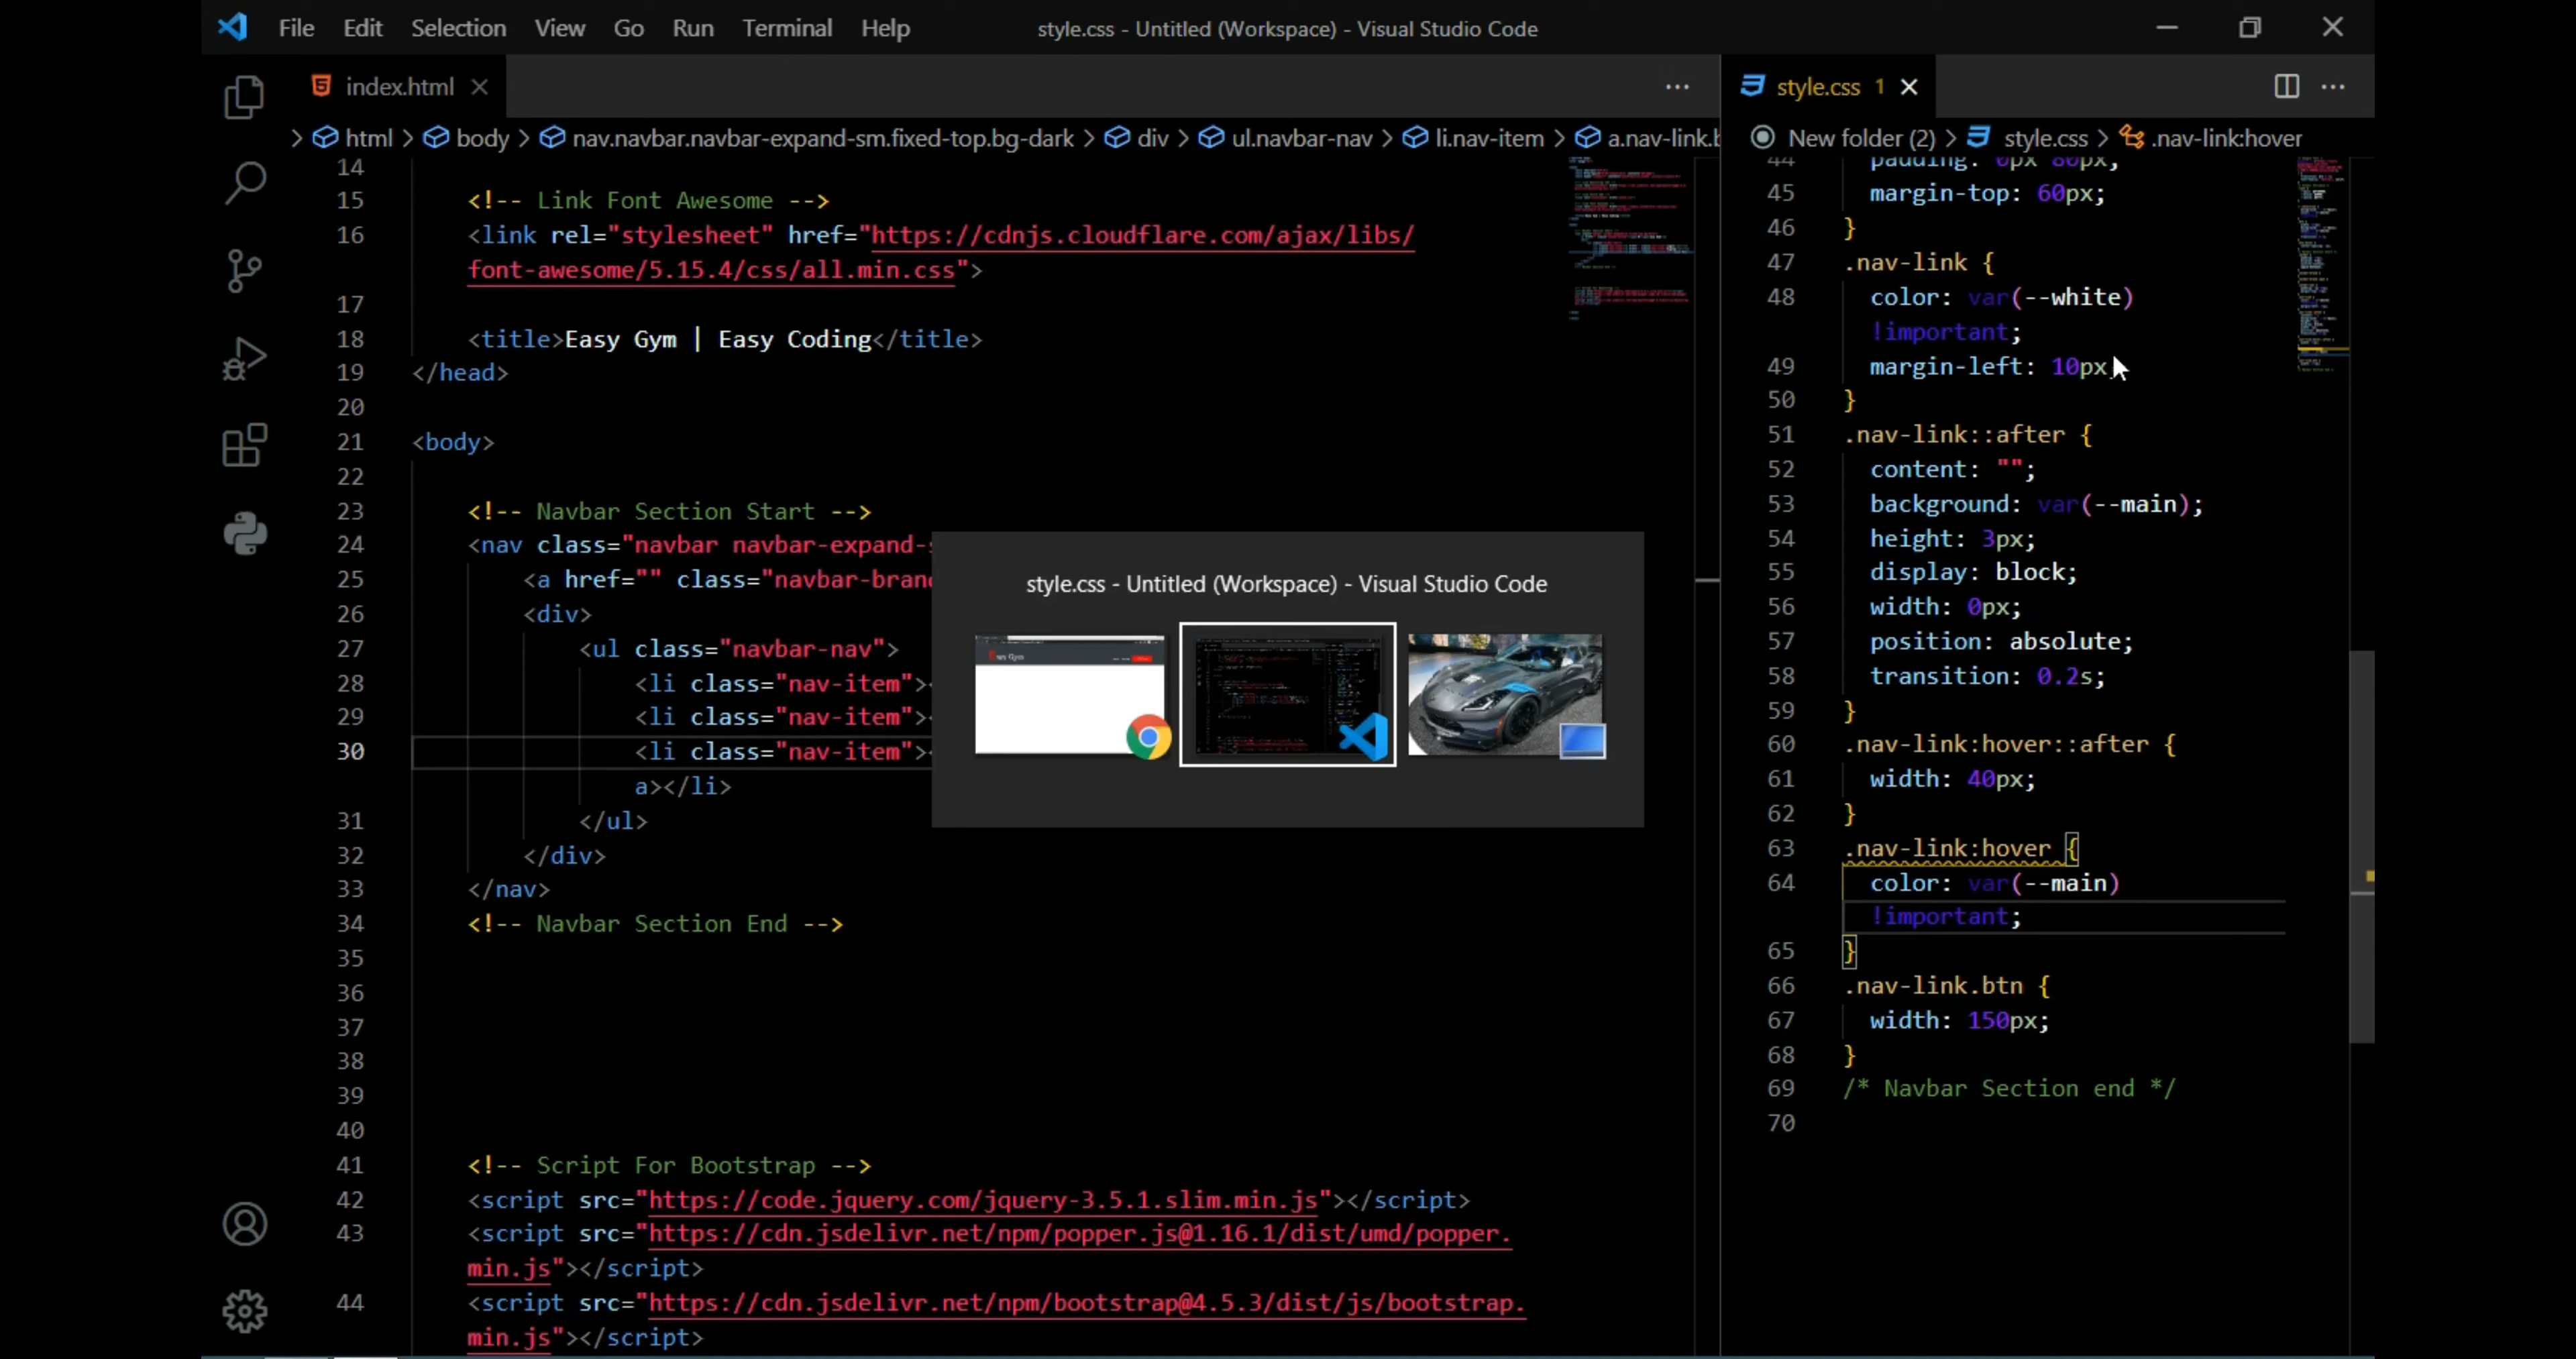 File Edit Selection View Go Run Terminal Help style.css - Untitled (Workspace) - Visual Studio Code
index.html
html body nav.navbar.navbar-expand-sm.fixed-top.bg-dark div ul.navbar-nav li.nav-item a.nav-link.b
14
15 <!-- Link Font Awesome -->
16 <link rel="stylesheet" href="https://cdnjs.cloudflare.com/ajax/libs/
font-awesome/5.15.4/css/all.min.css">
17
18 <title>Easy Gym | Easy Coding</title>
19 </head>
20
21 <body>
22
23 <!-- Navbar Section Start -->
24 <nav class="navbar navbar-expand-
25 <a href="" class="navbar-bran
26 <div>
27 <ul class="navbar-nav">
28 <li class="nav-item">
29 <li class="nav-item">
30 <li class="nav-item">
a></li>
31 </ul>
32 </div>
33 </nav>
34 <!-- Navbar Section End -->
35
36
37
38
39
40
41 <!-- Script For Bootstrap -->
42 <script src="https://code.jquery.com/jquery-3.5.1.slim.min.js"></script>
43 <script src="https://cdn.jsdelivr.net/npm/popper.js@1.16.1/dist/umd/popper.
min.js"></script>
44 <script src="https://cdn.jsdelivr.net/npm/bootstrap@4.5.3/dist/js/bootstrap.
min.js"></script>
style.css - Untitled (Workspace) - Visual Studio Code
style.css 1
New folder (2) style.css .nav-link:hover
44 padding: 0px 80px;
45 margin-top: 60px;
46 }
47 .nav-link {
48 color: var(--white)
!important;
49 margin-left: 10px
50 }
51 .nav-link::after {
52 content: "";
53 background: var(--main);
54 height: 3px;
55 display: block;
56 width: 0px;
57 position: absolute;
58 transition: 0.2s;
59 }
60 .nav-link:hover::after {
61 width: 40px;
62 }
63 .nav-link:hover {
64 color: var(--main)
!important;
65 }
66 .nav-link.btn {
67 width: 150px;
68 }
69 /* Navbar Section end */
70